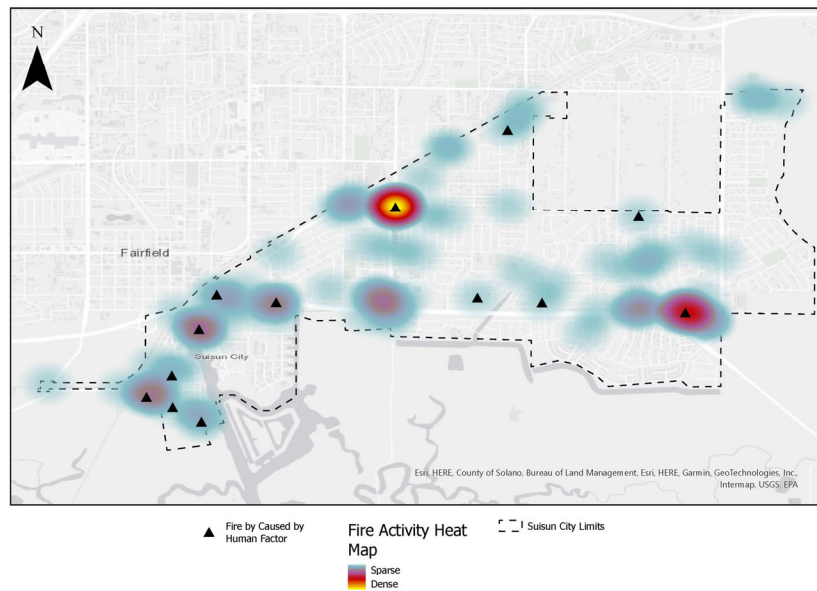 N
Fairfield
Suisun City
Esri, HERE, County of Solano, Bureau of Land Management, Esri, HERE, Garmin, GeoTechnologies, Inc.,
Intermap, USGS, EPA
Fire by Caused by
Human Factor
Fire Activity Heat
Map
Sparse
Dense
Suisun City Limits